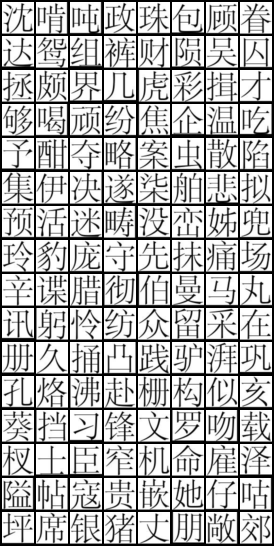 沈啃吨政珠包顾眷
达鸳组裤财陨吴囚
拯颇界几虎彩揖才
够喝顽纷焦企温吃
予酣夺略案虫散陷
集伊决遂柒舶悲拟
预活迷畴没峦姊兜
玲豹庞守先抹痛场
辛谍腊彻伯曼马丸
讯躬怜纺众留采在
册久捅凸践驴湃巩
孔烙沸赴栅构似亥
葵挡习锋文罗吻载
杈土臣窄机命雇泽
隘帖寇贵嵌她仔咕
坪席银猪丈朋敞郊